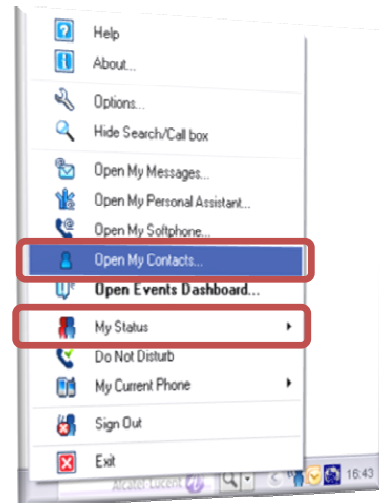 Help
About...
Options...
Hide Search/Call box
Open My Messages...
Open My Personal Assistant...
Open My Softphone...
Open My Contacts...
Open Events Dashboard...
My Status
Do Not Disturb
My Current Phone
Sign Out
Exit
Alcatel-Lucent
16:43